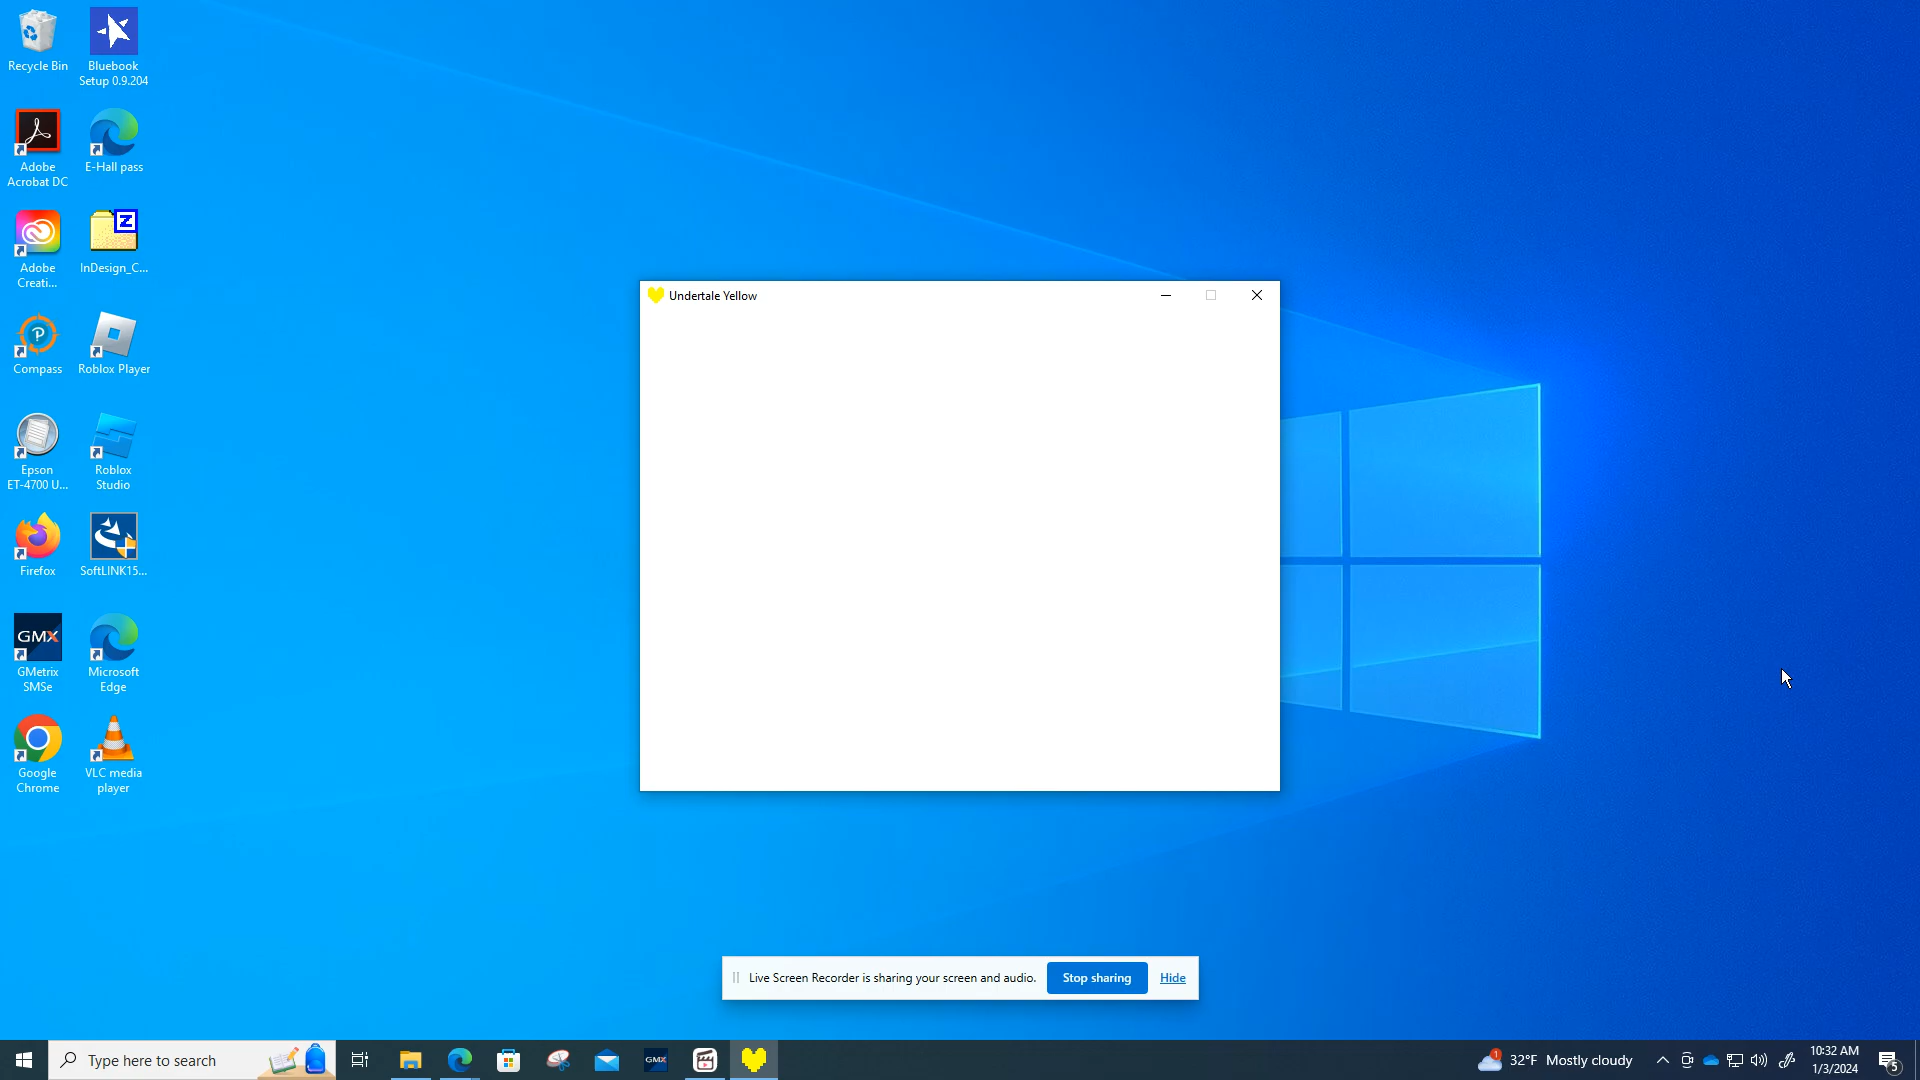 Recycle Bin
Bluebook
Setup 0.9.204
Adobe
Acrobat DC
E-Hall pass
Adobe
Creati...
InDesign_C...
Compass
Roblox Player
Epson
ET-4700 U...
Roblox
Studio
Firefox
SoftLINK15...
GMX
GMetrix
SMSe
Microsoft
Edge
Google
Chrome
VLC media
player
Undertale Yellow
Live Screen Recorder is sharing your screen and audio.
Stop sharing
Hide
Type here to search
GMX
1
32°F Mostly cloudy
10:32 AM
1/3/2024
5